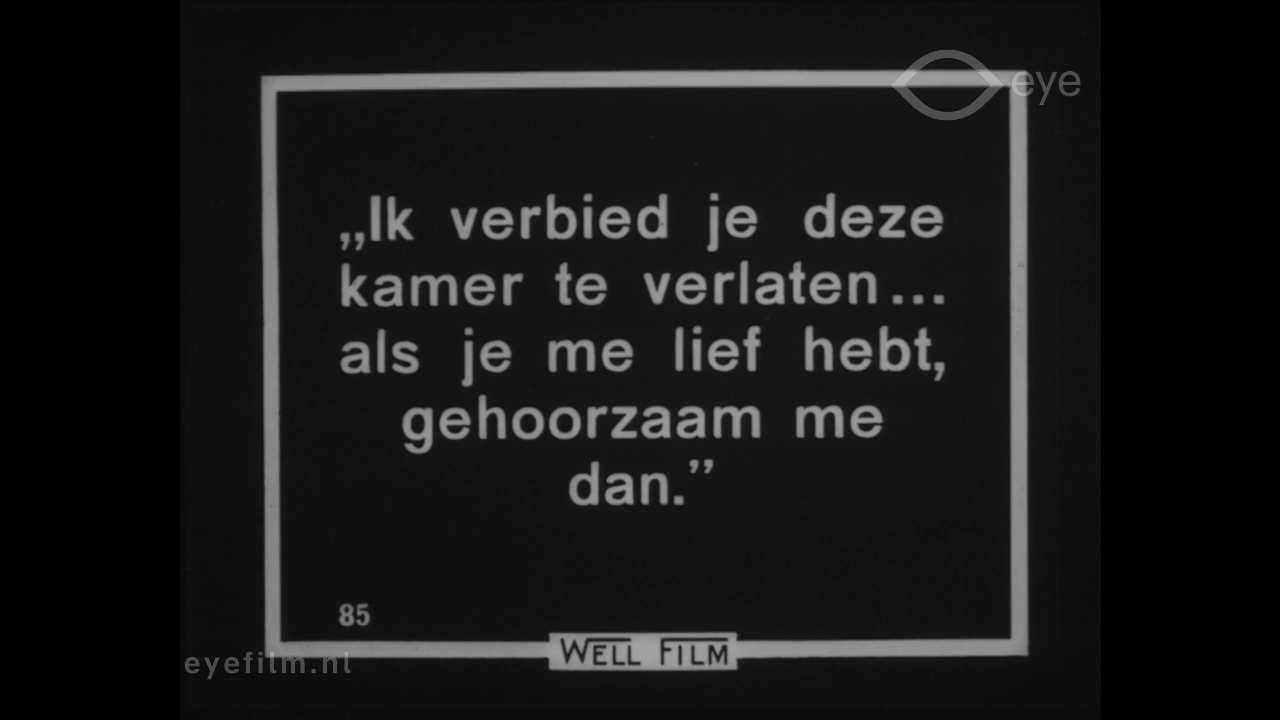 eye
„Ik verbied je deze
kamer te verlaten...
als je me lief hebt,
gehoorzaam me
dan.”
85
WELL FILM
eyefilm.nl